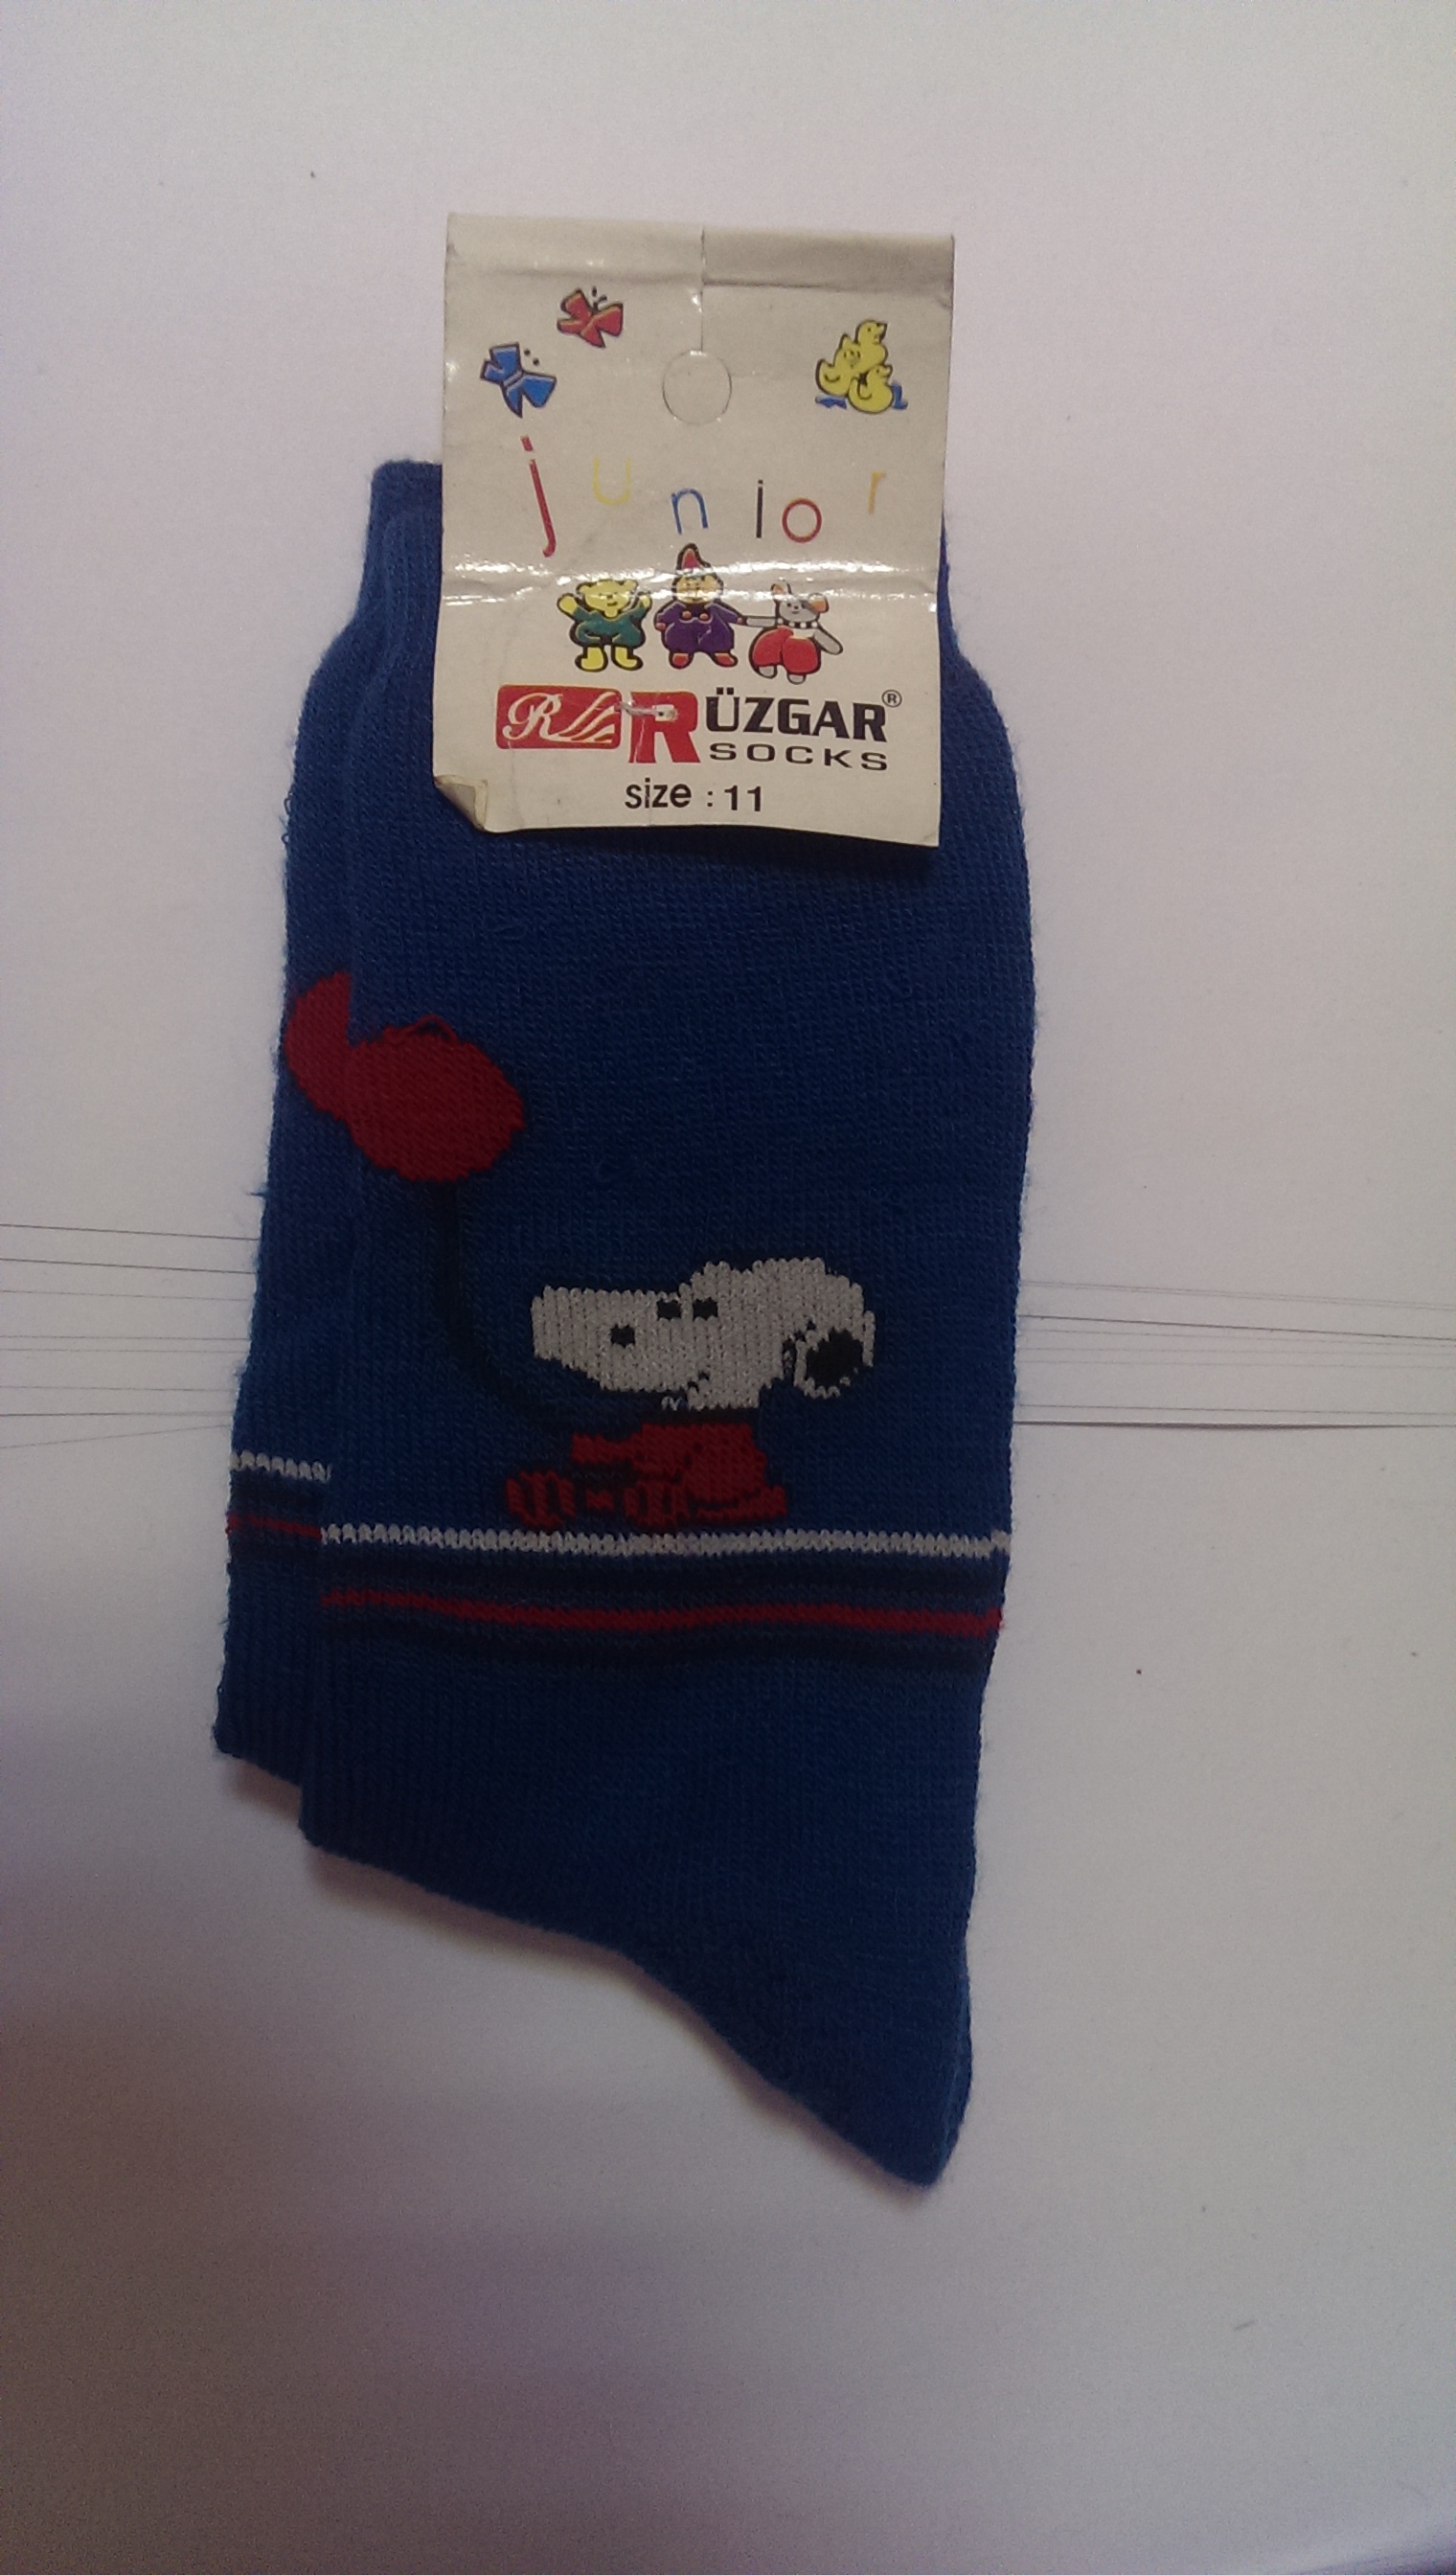 junior
RÜZGAR®
SOCKS
size : 11